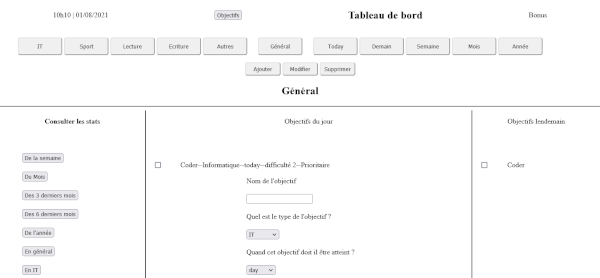 10h10 | 01/08/2021 Objectifs Tableau de bord Bonus
IT Sport Lecture Ecriture Autres Général Today Demain Semaine Mois Année
Ajouter Modifier Supprimer
Général
Consulter les stats
De la semaine
Du Mois
Des 3 derniers mois
Des 6 derniers mois
De l'année
En général
En IT
Objectifs du jour
Coder--Informatique--today--difficulté 2--Prioritaire
Nom de l'objectif
Quel est le type de l'objectif ?
IT
Quand cet objectif doit il être atteint ?
day
Objectifs lendemain
Coder